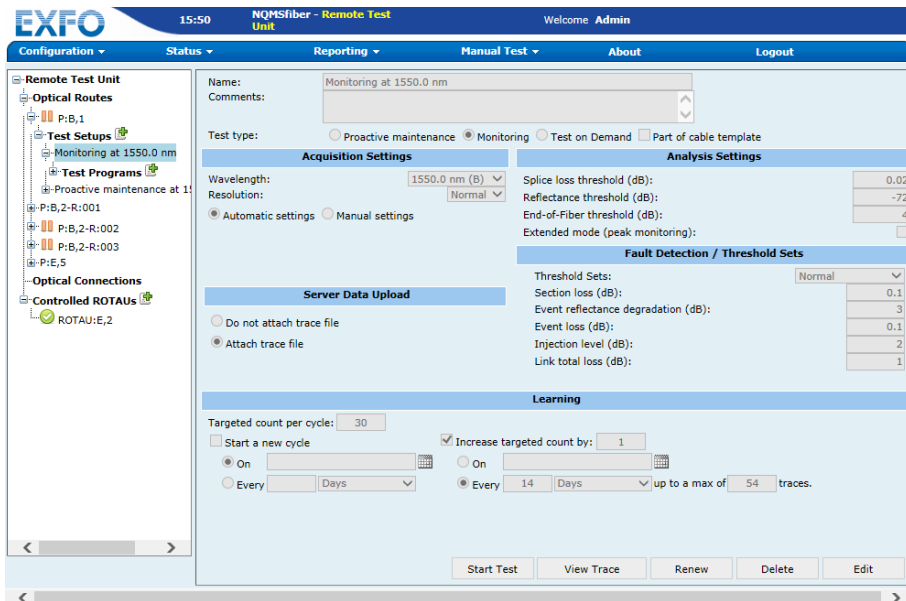 EXFO
15:50
NQMSfiber - Remote Test
Unit
Welcome Admin
Configuration Status Reporting Manual Test About Logout
Remote Test Unit
Optical Routes
P:B,1
Test Setups
Monitoring at 1550.0 nm
Test Programs
Proactive maintenance at 1
P:B,2-R:001
P:B,2-R:002
P:B,2-R:003
P:E,5
Optical Connections
Controlled ROTAUs
ROTAU:E,2
Name: Monitoring at 1550.0 nm
Comments:
Test type: Proactive maintenance Monitoring Test on Demand Part of cable template
Acquisition Settings
Wavelength: 1550.0 nm (B)
Resolution: Normal
Automatic settings Manual settings
Server Data Upload
Do not attach trace file
Attach trace file
Analysis Settings
Splice loss threshold (dB): 0.02
Reflectance threshold (dB): -72
End-of-Fiber threshold (dB): 4
Extended mode (peak monitoring):
Fault Detection / Threshold Sets
Threshold Sets: Normal
Section loss (dB): 0.1
Event reflectance degradation (dB): 3
Event loss (dB): 0.1
Injection level (dB): 2
Link total loss (dB): 1
Learning
Targeted count per cycle: 30
Start a new cycle
On
Every Days
Increase targeted count by: 1
On
Every 14 Days up to a max of 54 traces.
Start Test View Trace Renew Delete Edit